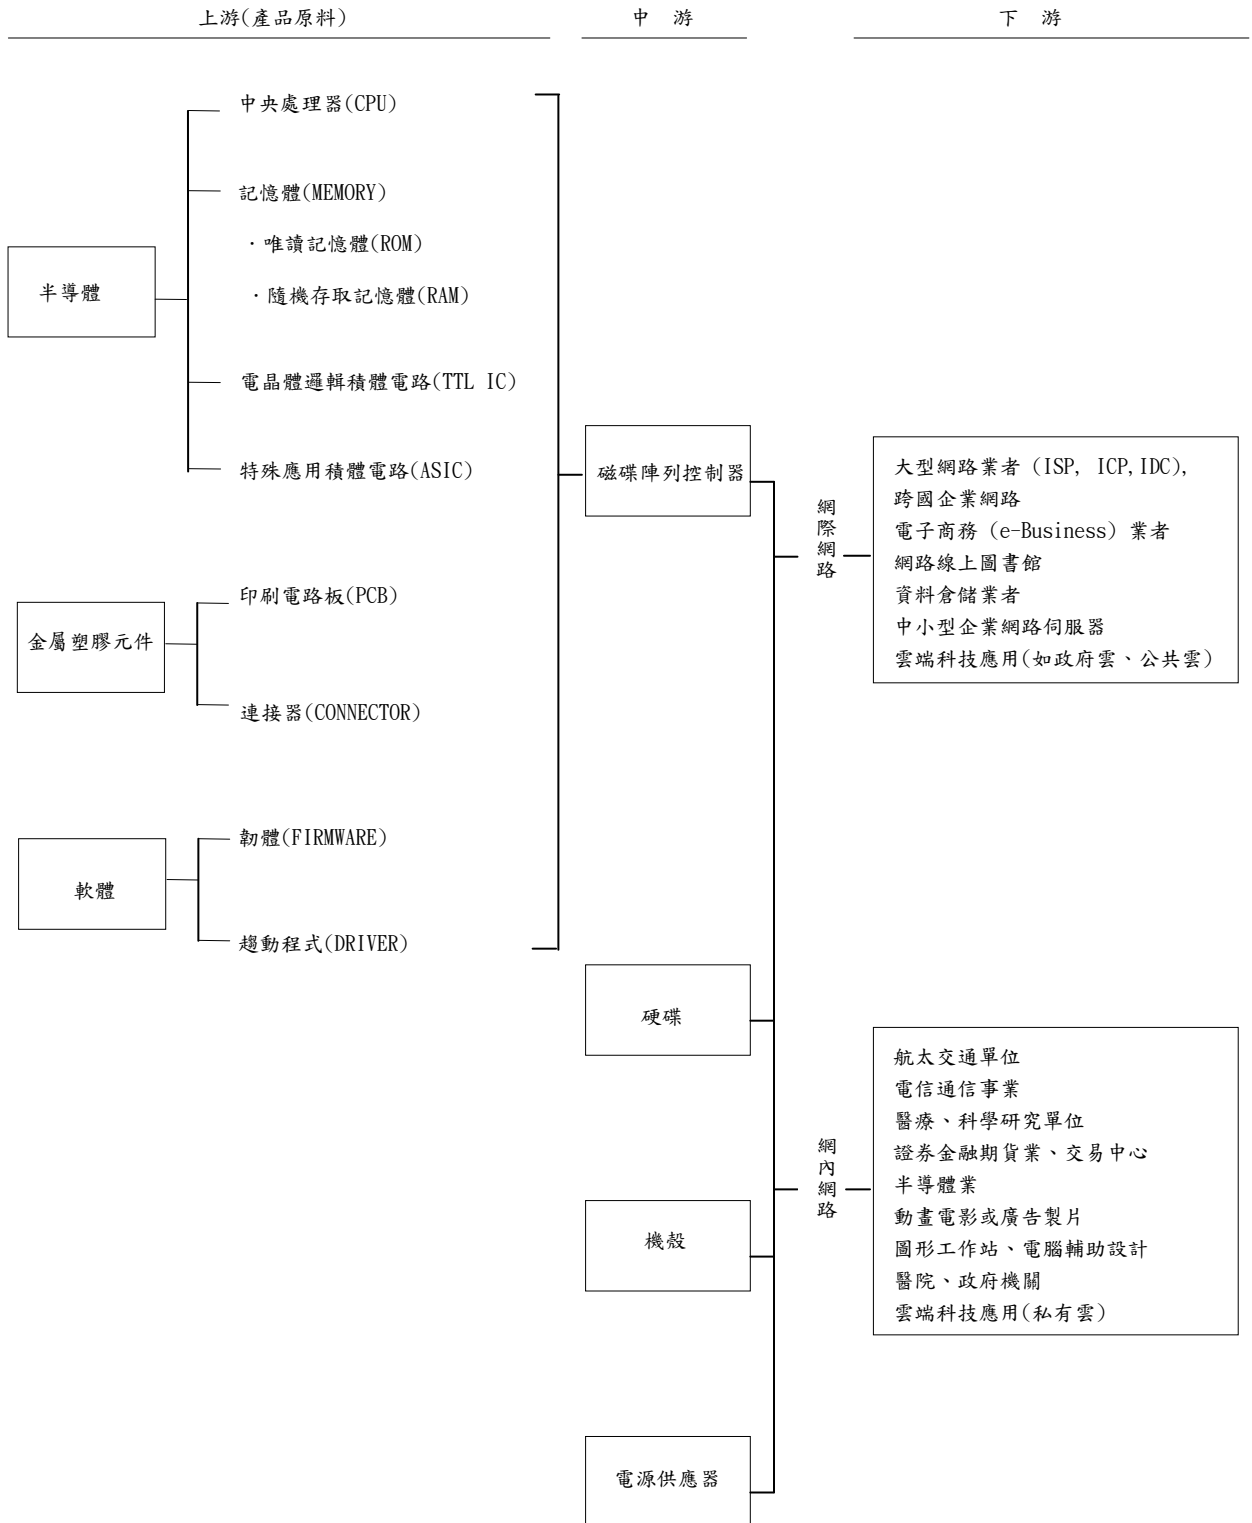 上游(產品原料)
中 游
下 游
半導體
中央處理器(CPU)
記憶體(MEMORY)
·唯讀記憶體(ROM)
·隨機存取記憶體(RAM)
電晶體邏輯積體電路(TTL IC)
特殊應用積體電路(ASIC)
金屬塑膠元件
印刷電路板(PCB)
連接器(CONNECTOR)
軟體
韌體(FIRMWARE)
趨動程式(DRIVER)
磁碟陣列控制器
硬碟
機殼
電源供應器
網際網路
大型網路業者 (ISP, ICP,IDC),
跨國企業網路
電子商務 (e-Business) 業者
網路線上圖書館
資料倉儲業者
中小型企業網路伺服器
雲端科技應用(如政府雲、公共雲)
網內網路
航太交通單位
電信通信事業
醫療、科學研究單位
證券金融期貨業、交易中心
半導體業
動畫電影或廣告製片
圖形工作站、電腦輔助設計
醫院、政府機關
雲端科技應用(私有雲)